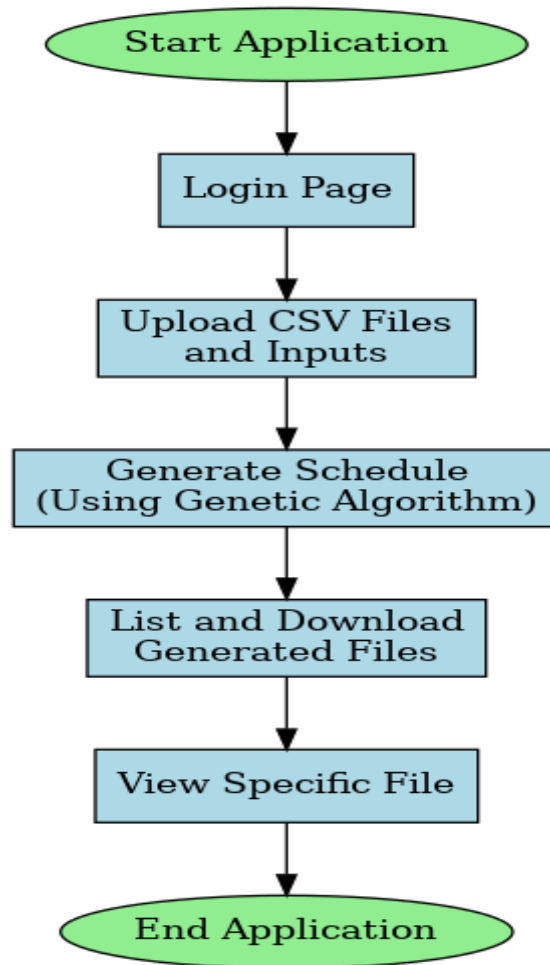 Start Application
Login Page
Upload CSV Files
and Inputs
Generate Schedule
(Using Genetic Algorithm)
List and Download
Generated Files
View Specific File
End Application